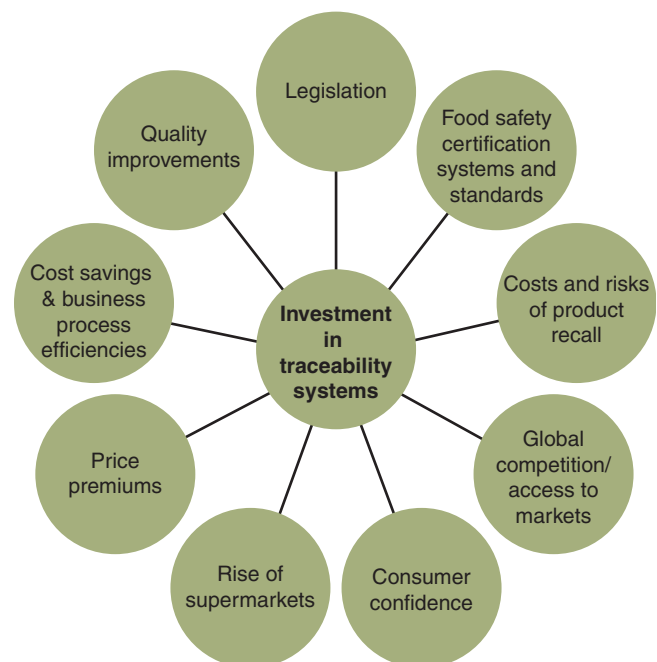 Legislation
Food safety
certification
systems and
standards
Costs and risks
of product
recall
Global
competition/
access to
markets
Consumer
confidence
Rise of
supermarkets
Price
premiums
Cost savings
& business
process
efficiencies
Quality
improvements
Investment
in
traceability
systems